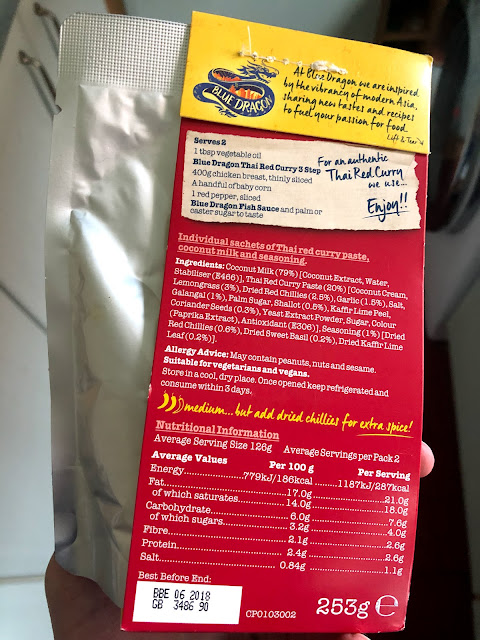 At Blue Dragon we are inspired
by the vibrancy of modern Asia,
sharing new tastes and recipes
to fuel your passion for food.
Lift & Tear
BLUE DRAGON
Serves 2
1 tbsp vegetable oil
Blue Dragon Thai Red Curry 3 Step
400g chicken breast, thinly sliced
A handful of baby corn
1 red pepper, sliced
Blue Dragon Fish Sauce and palm or
caster sugar to taste
For an authentic
Thai Red Curry
we use...
Enjoy!!
Individual sachets of Thai red curry paste,
coconut milk and seasoning.
Ingredients: Coconut Milk (79%) [Coconut Extract, Water,
Stabiliser (E466)], Thai Red Curry Paste (20%) [Coconut Cream,
Lemongrass (3%), Dried Red Chillies (2.5%), Garlic (1.5%), Salt,
Galangal (1%), Palm Sugar, Shallot (0.5%), Kaffir Lime Peel,
Coriander Seeds (0.3%), Yeast Extract Powder, Sugar, Colour
(Paprika Extract), Antioxidant (E306)], Seasoning (1%) [Dried
Red Chillies (0.6%), Dried Sweet Basil (0.2%), Dried Kaffir Lime
Leaf (0.2%)].
Allergy Advice: May contain peanuts, nuts and sesame.
Suitable for vegetarians and vegans.
Store in a cool, dry place. Once opened keep refrigerated and
consume within 3 days.
medium...but add dried chillies for extra spice!
Nutritional Information
Average Serving Size 126g Average Servings per Pack 2
Average Values Per 100 g Per Serving
Energy 779kJ/186kcal 1187kJ/287kcal
Fat 17.0g 21.0g
of which saturates 14.0g 18.0g
Carbohydrate 6.0g 7.6g
of which sugars 3.2g 4.0g
Fibre 2.1g 2.6g
Protein 2.4g 2.6g
Salt 0.84g 1.1g
Best Before End:
BBE 06 2018
GB 3486 90
CP0103002
253g e